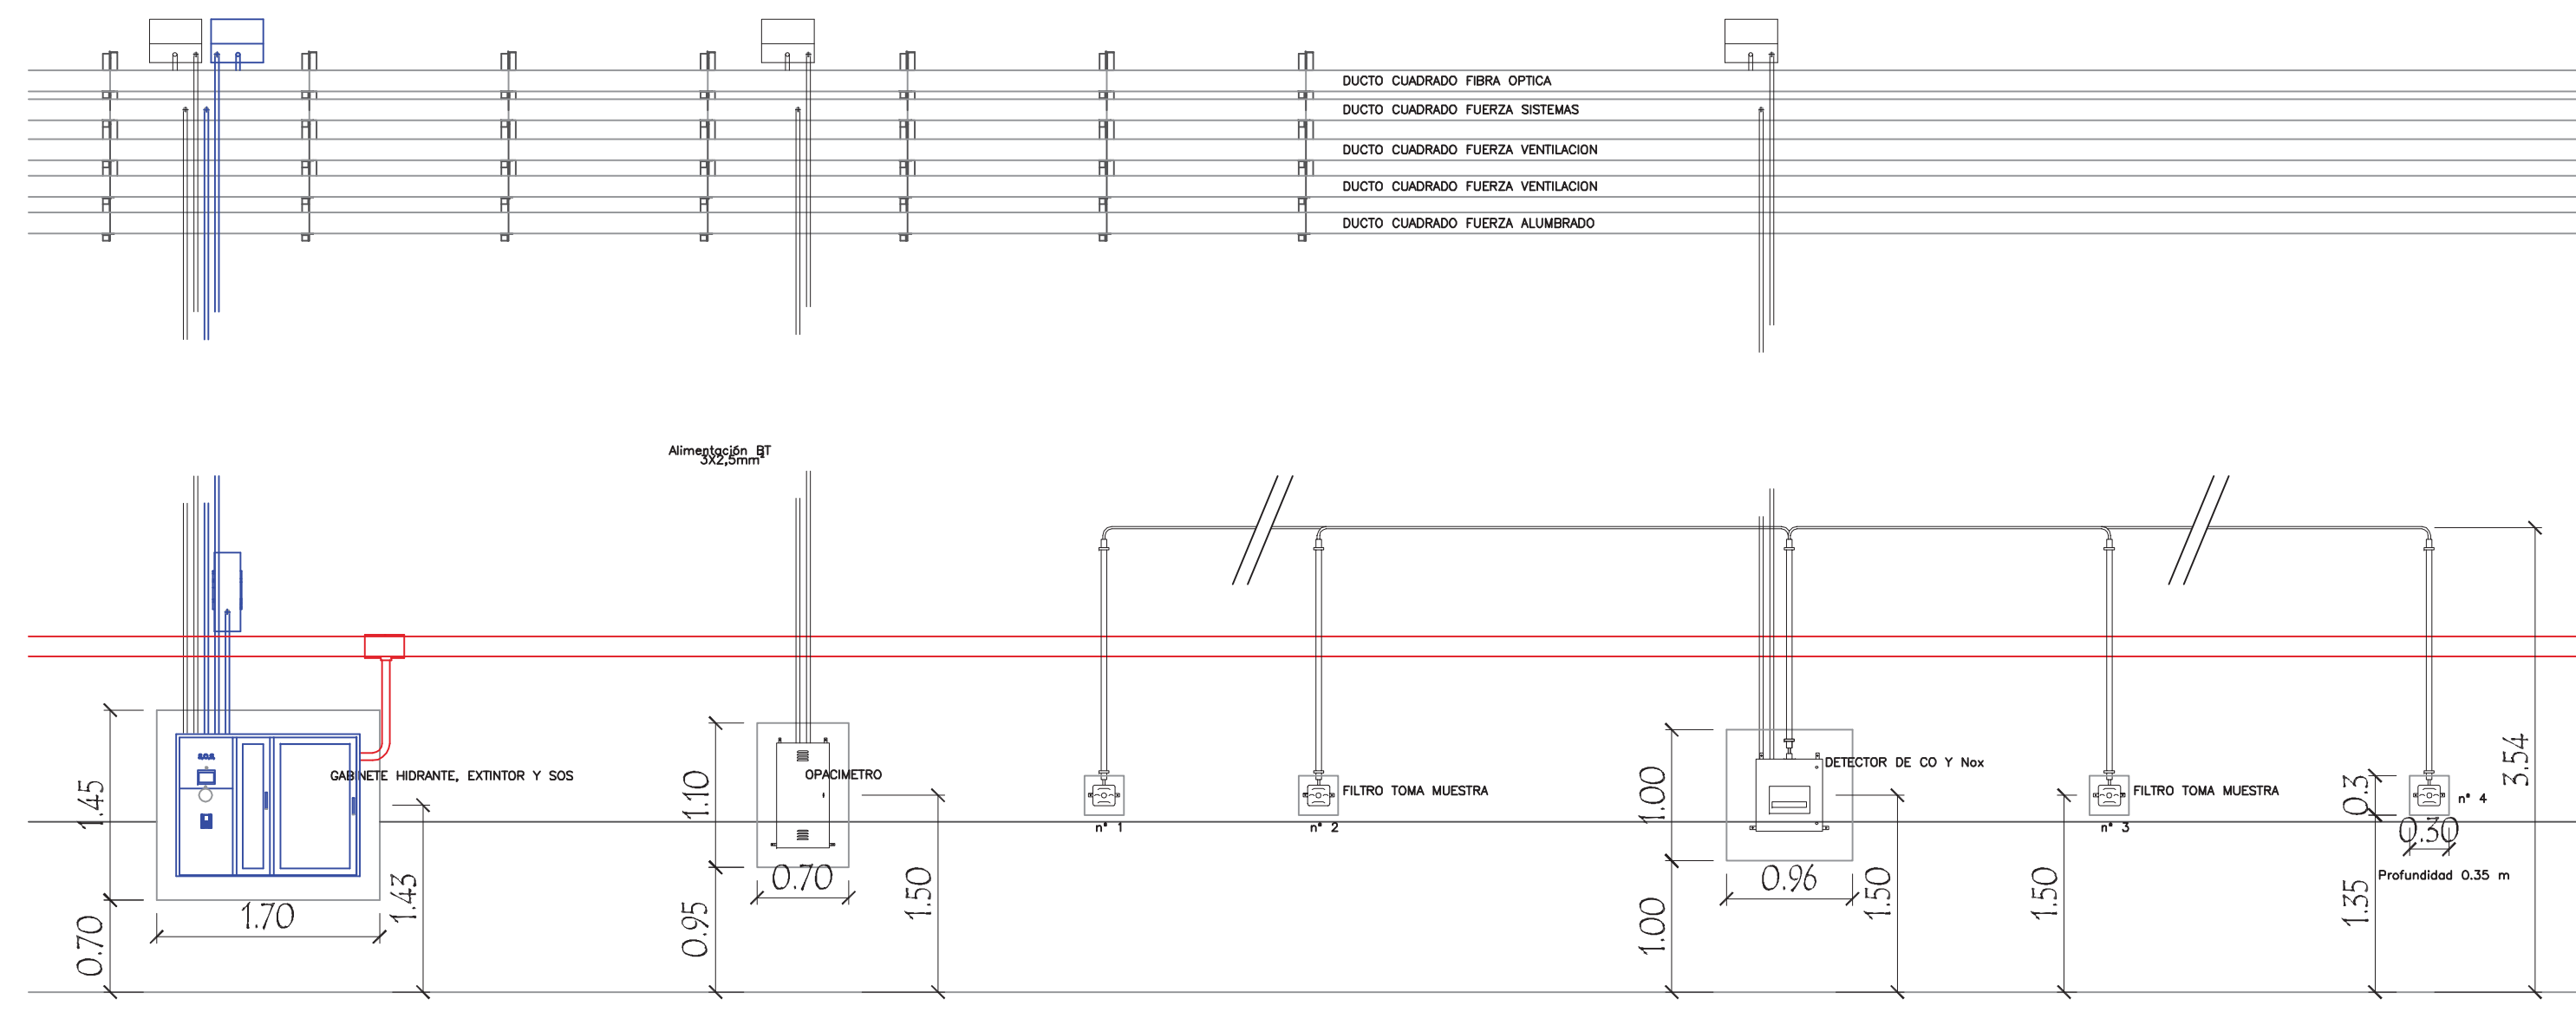 DUCTO CUADRADO FIBRA OPTICA
DUCTO CUADRADO FUERZA SISTEMAS
DUCTO CUADRADO FUERZA VENTILACION
DUCTO CUADRADO FUERZA VENTILACION
DUCTO CUADRADO FUERZA ALUMBRADO
Alimentación BT
3X2,5mm²
S.O.S.
GABINETE HIDRANTE, EXTINTOR Y SOS
OPACIMETRO
DETECTOR DE CO Y Nox
FILTRO TOMA MUESTRA
FILTRO TOMA MUESTRA
n° 1
n° 2
n° 3
n° 4
1.45
0.70
1.70
1.43
1.10
0.95
0.70
1.50
1.00
1.00
0.96
1.50
1.50
0.3
0.30
Profundidad 0.35 m
1.35
3.54